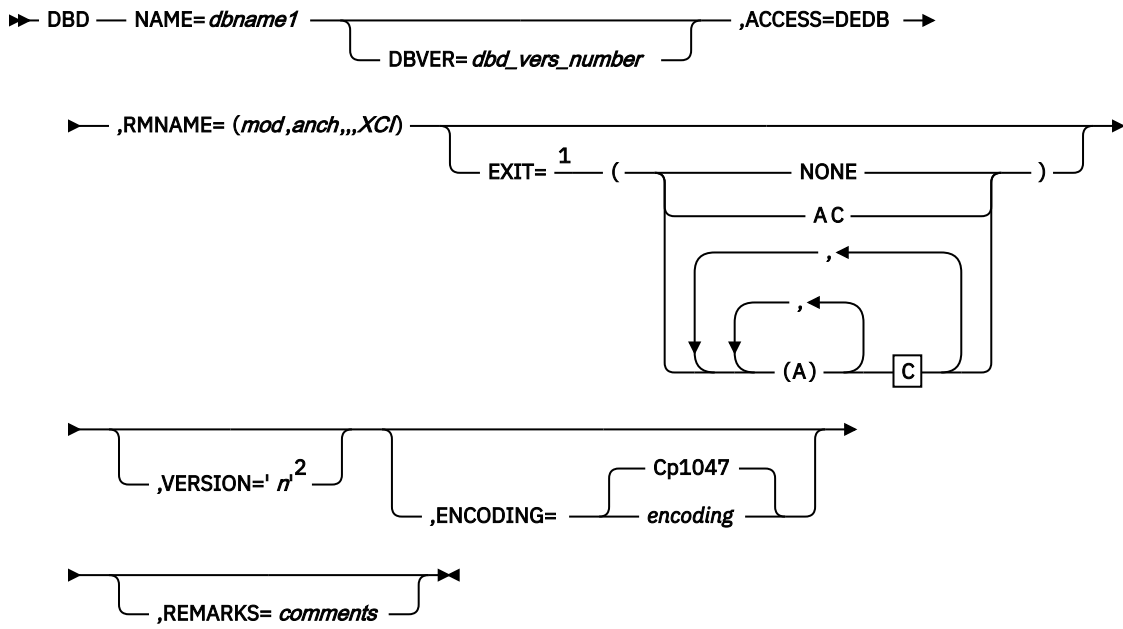 DBD NAME= dbname1 ,ACCESS=DEDB
DBVER= dbd_vers_number
,RMNAME= (mod ,anch,,,XCI)
EXIT= 1 ( NONE )
A C
,
,
(A) C
,VERSION=' n' 2
Cp1047
,ENCODING= encoding
,REMARKS= comments